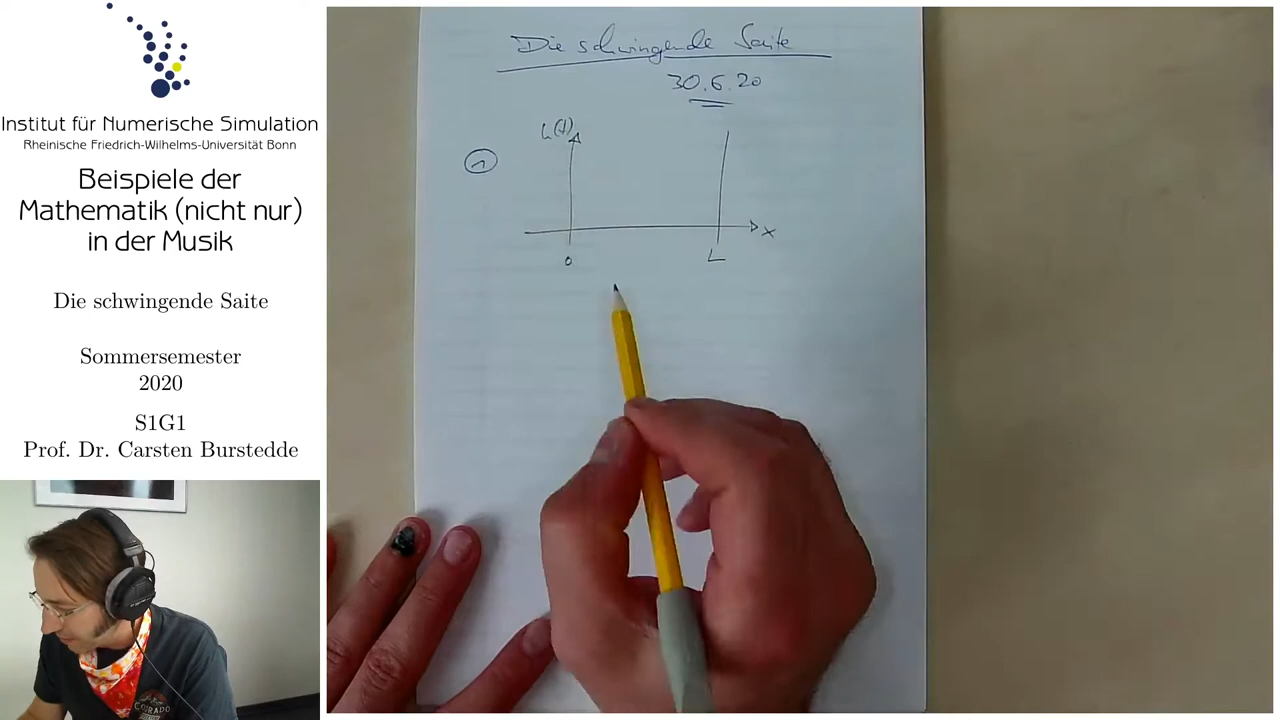 Institut für Numerische Simulation
Rheinische Friedrich-Wilhelms-Universität Bonn
Beispiele der
Mathematik (nicht nur)
in der Musik
Die schwingende Saite
Sommersemester
2020
S1G1
Prof. Dr. Carsten Burstedde
Die schwingende Saite
30.6.20
1
x
0
L